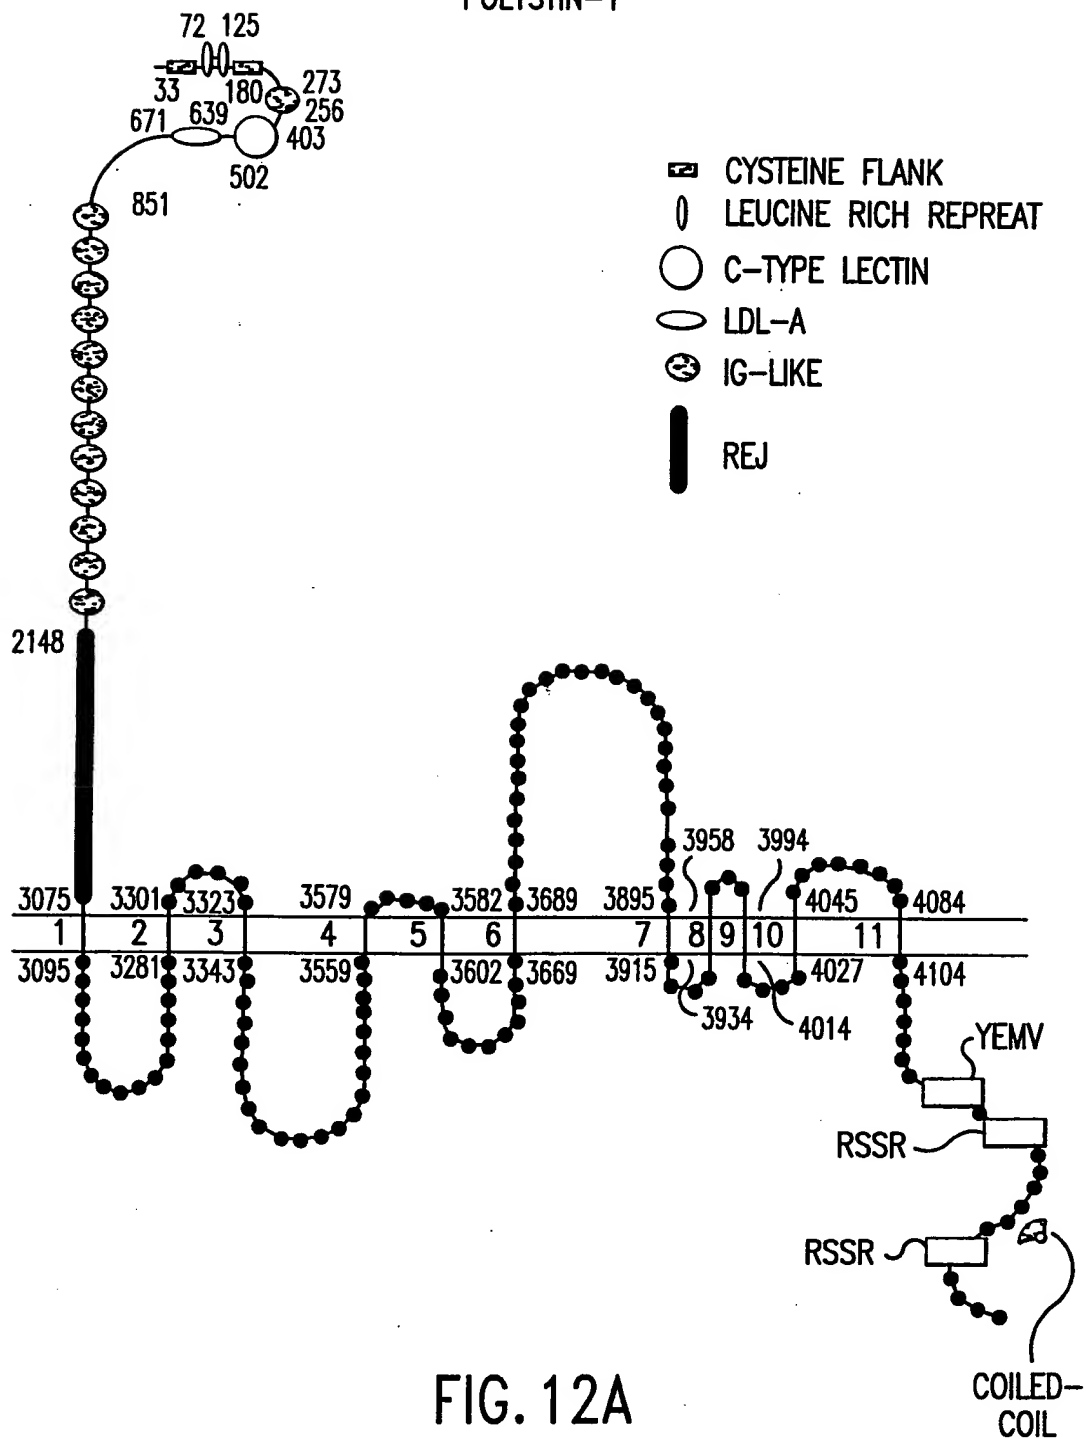 72 125
33 180 273
256
671 639 403
502
851
CYSTEINE FLANK
LEUCINE RICH REPREAT
C-TYPE LECTIN
LDL-A
IG-LIKE
REJ
2148
3958 3994
3075 3301 3323 3579 3582 3689 3895 4045 4084
1 2 3 4 5 6 7 8 9 10 11
3095 3281 3343 3559 3602 3669 3915 4027 4104
3934 4014
YEMV
RSSR
RSSR
COILED-
COIL
FIG. 12A